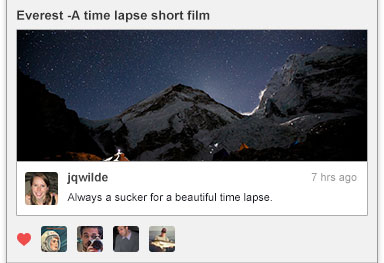 Everest -A time lapse short film
jqwilde
7 hrs ago
Always a sucker for a beautiful time lapse.